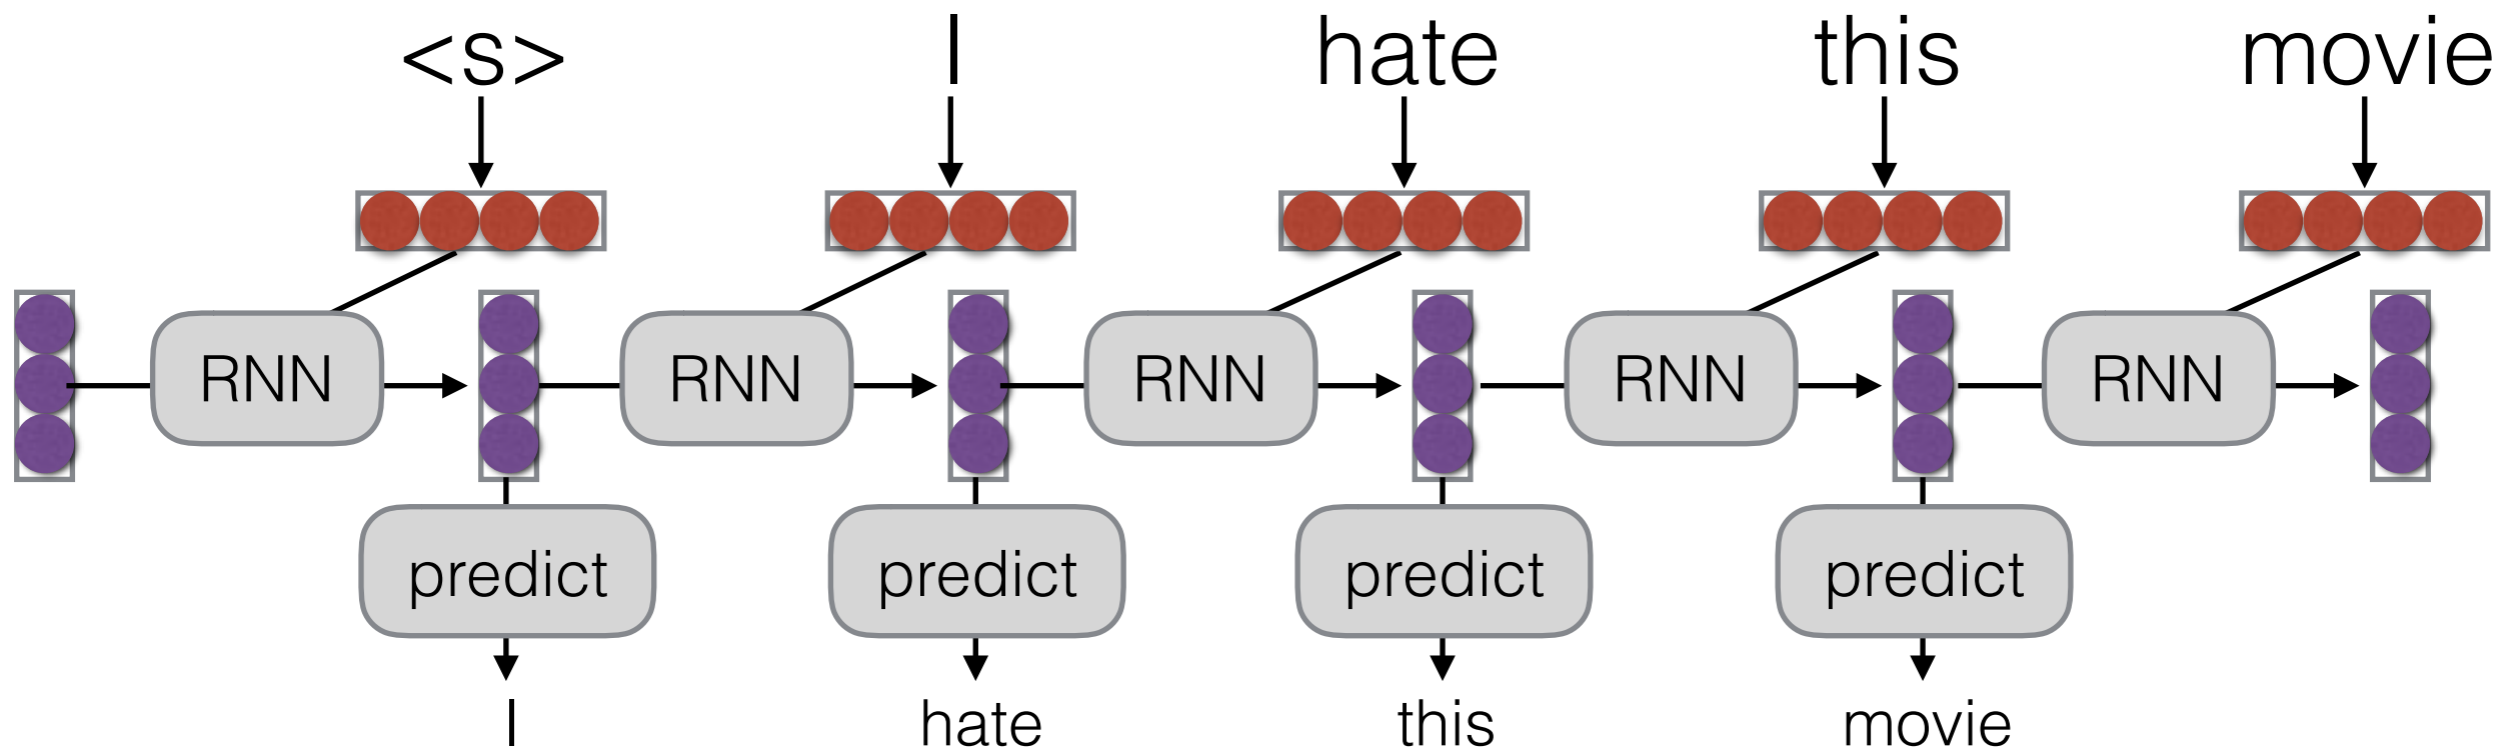 <s> I hate this movie
RNN RNN RNN RNN RNN
predict predict predict predict
I hate this movie